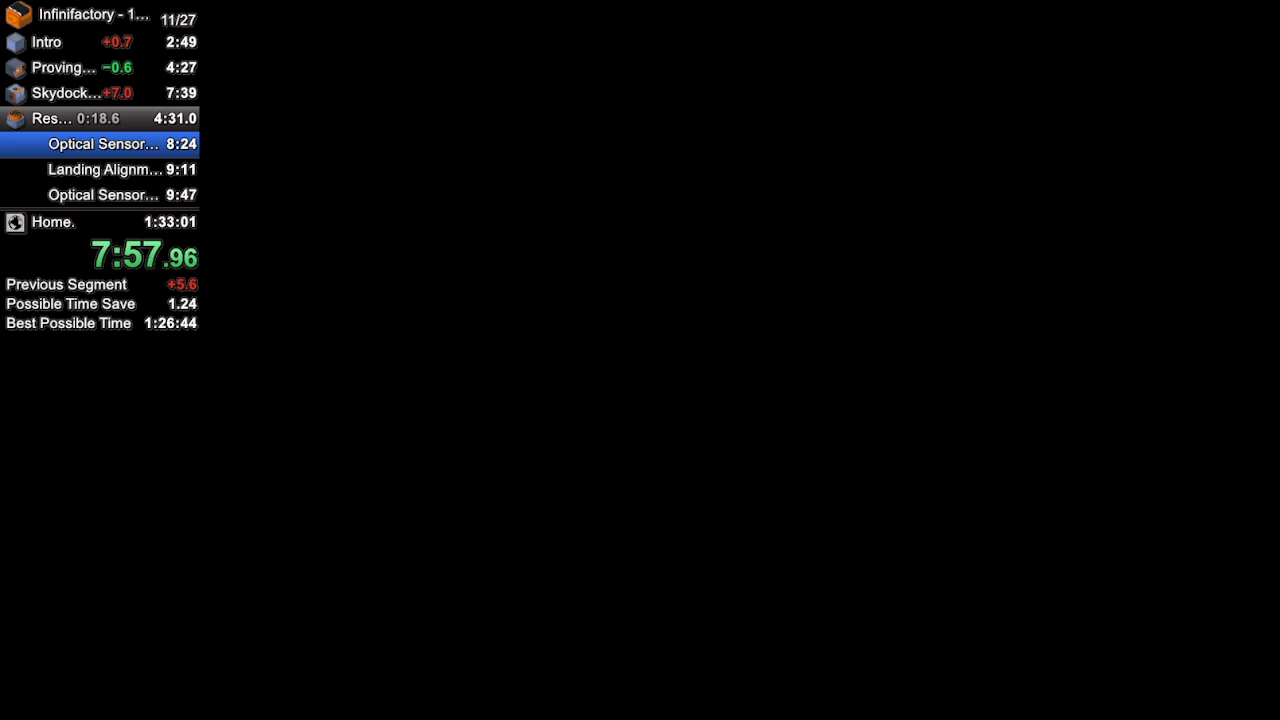 Infinifactory - 1... 11/27
Intro +0.7 2:49
Proving... −0.6 4:27
Skydock... +7.0 7:39
Res... 0:18.6 4:31.0
Optical Sensor... 8:24
Landing Alignm... 9:11
Optical Sensor... 9:47
Home. 1:33:01
7:57.96
Previous Segment +5.6
Possible Time Save 1.24
Best Possible Time 1:26:44